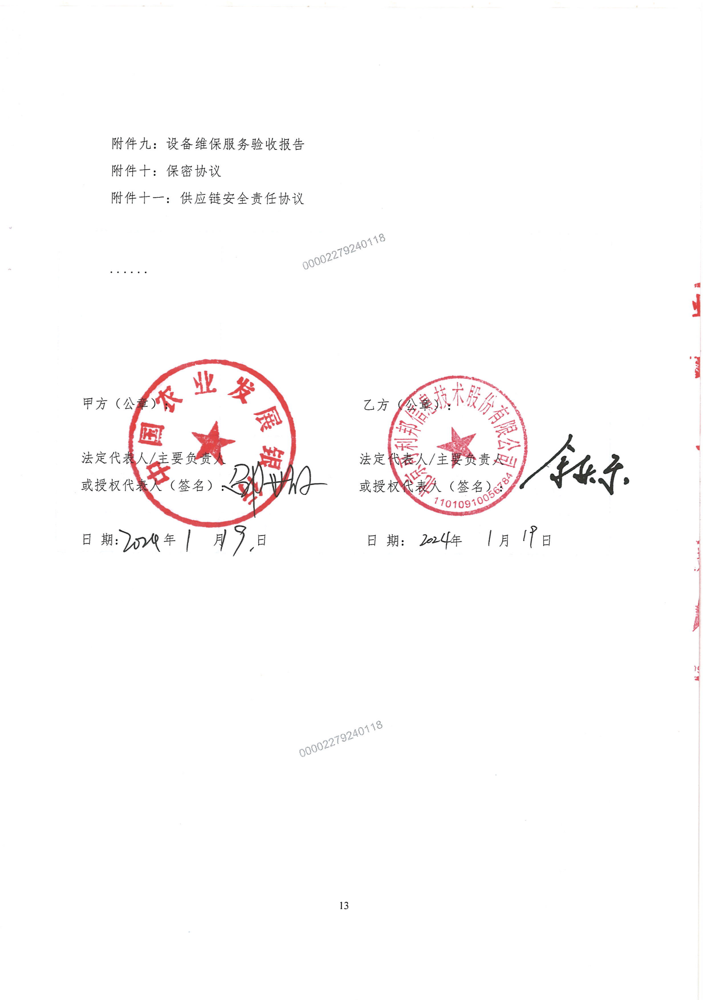 附件九：设备维保服务验收报告
附件十：保密协议
附件十一：供应链安全责任协议
00002279240118
......
甲方（公章）：
中国农业发展银行
法定代表人/主要负责人
或授权代表人（签名）：
日 期：2024年 1 月19日
乙方（公章）：
北京可利邦信息技术股份有限公司
11010910056784
法定代表人/主要负责人
或授权代表人（签名）：
日 期： 2024年 1月 19日
00002279240118
13